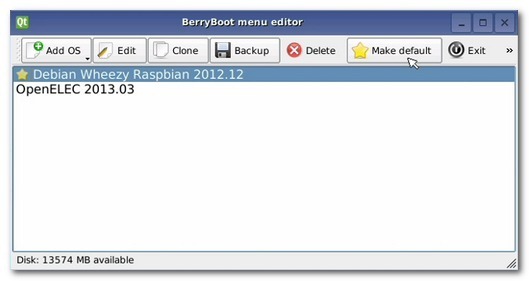 Qt BerryBoot menu editor
Add OS Edit Clone Backup Delete Make default Exit »
Debian Wheezy Raspbian 2012.12
OpenELEC 2013.03
Disk: 13574 MB available